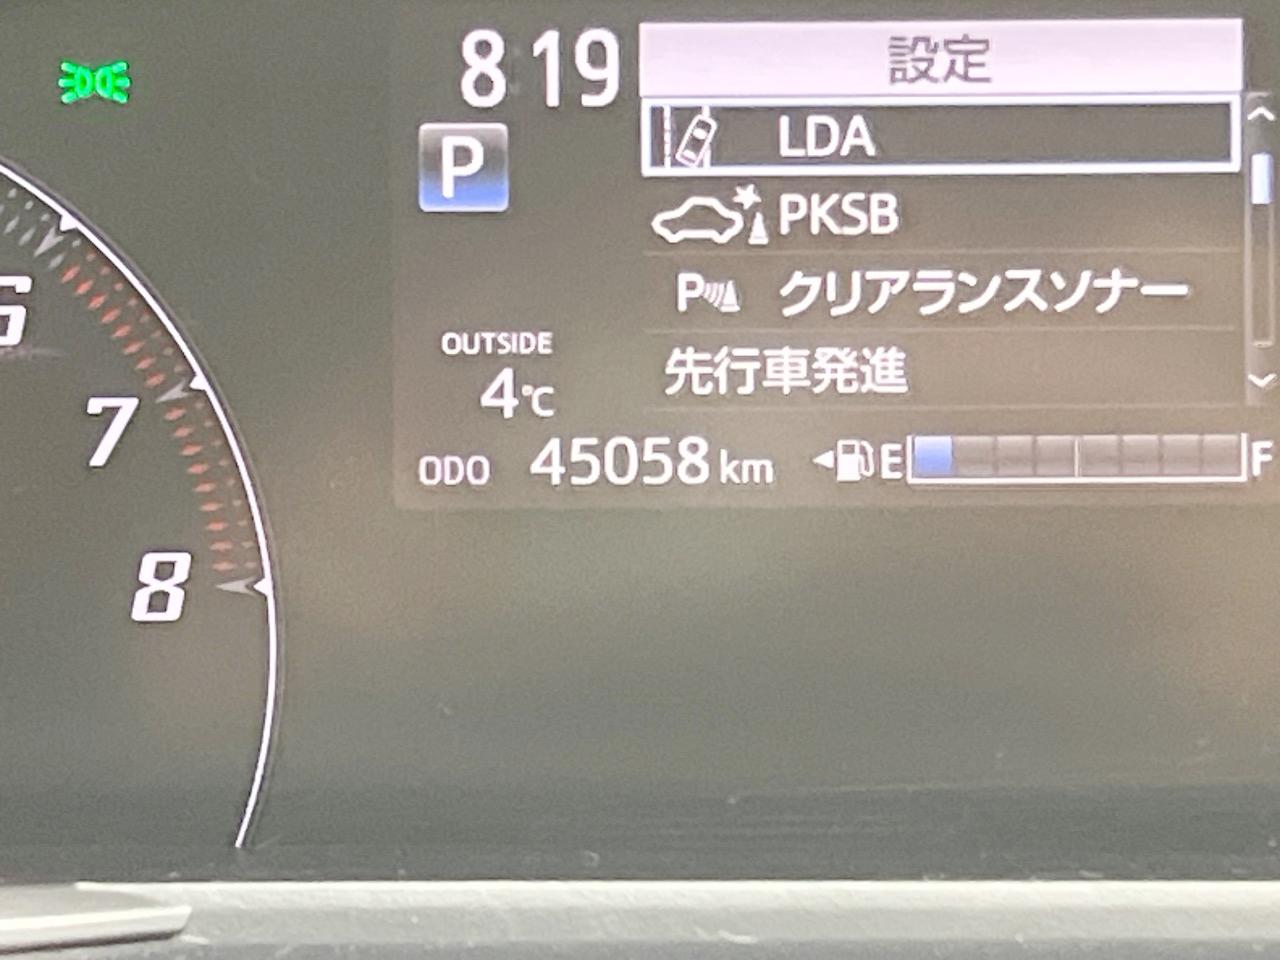 8:19
設定
LDA
P
PKSB
P クリアランスソナー
先行車発進
OUTSIDE
4℃
ODO 45058 km
E F
6
7
8